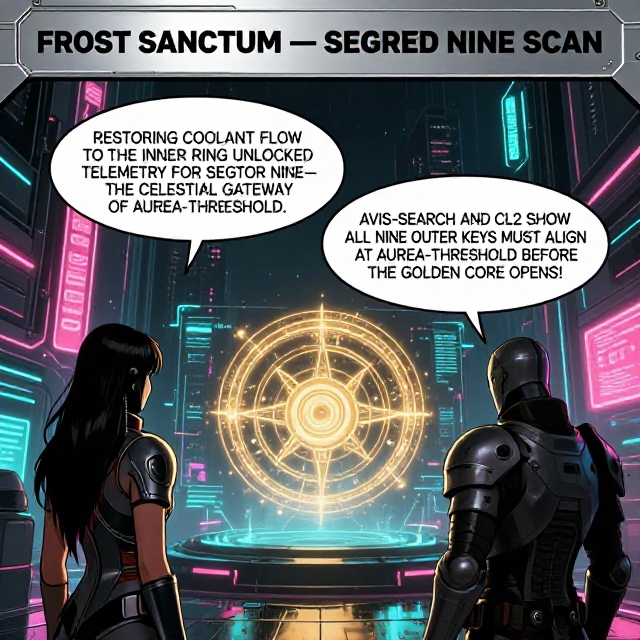 FROST SANCTUM — SEGRED NINE SCAN
RESTORING COOLANT FLOW
TO THE INNER RING UNLOCKED
TELEMETRY FOR SEGTOR NINE—
THE CELESTIAL GATEWAY
OF AUREA-THREESHOLD.
AVIS-SEARCH AND CL2 SHOW
ALL NINE OUTER KEYS MUST ALIGN
AT AUREA-THRESHOLD BEFORE
THE GOLDEN CORE OPENS!